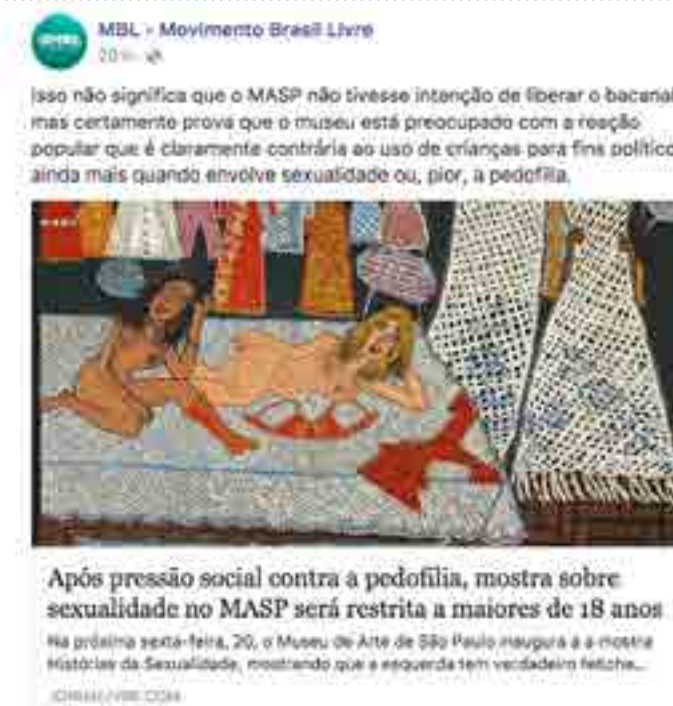 MBL - Movimento Brasil Livre
20 h
Isso não significa que o MASP não tivesse intenção de liberar o bacanal
mas certamente prova que o museu está preocupado com a reação
popular que é claramente contrária ao uso de crianças para fins político
ainda mais quando envolve sexualidade ou, pior, a pedofilia.
Após pressão social contra a pedofilia, mostra sobre
sexualidade no MASP será restrita a maiores de 18 anos
Na próxima sexta-feira, 20, o Museu de Arte de São Paulo inaugura a a mostra
Histórias da Sexualidade, mostrando que a esquerda tem verdadeiro fetiche...
JORNALIVRE.COM